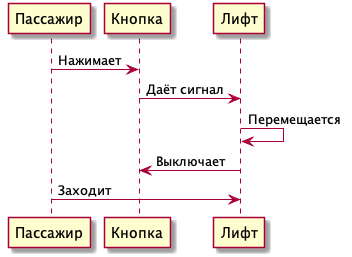 Пассажир Кнопка Лифт
Нажимает
Даёт сигнал
Перемещается
Выключает
Заходит
Пассажир Кнопка Лифт